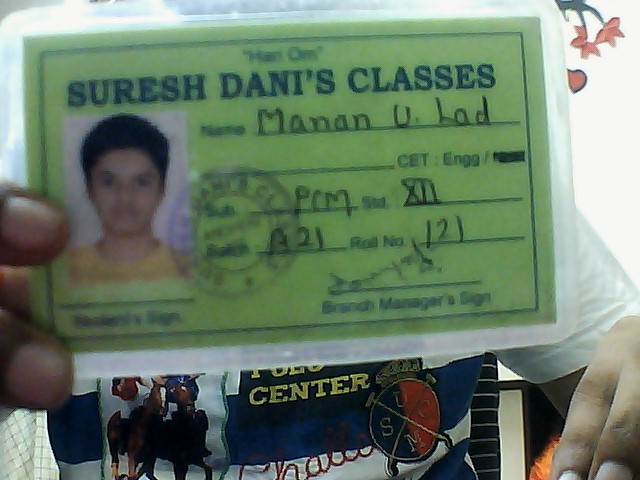 "Hari Om"
SURESH DANI'S CLASSES
Name Manan U. Lad
CET : Engg /
Sub. PCM Std. XII
Batch A21 Roll No. 121
Student's Sign. Branch Manager's Sign
POLO
CENTER
Challe